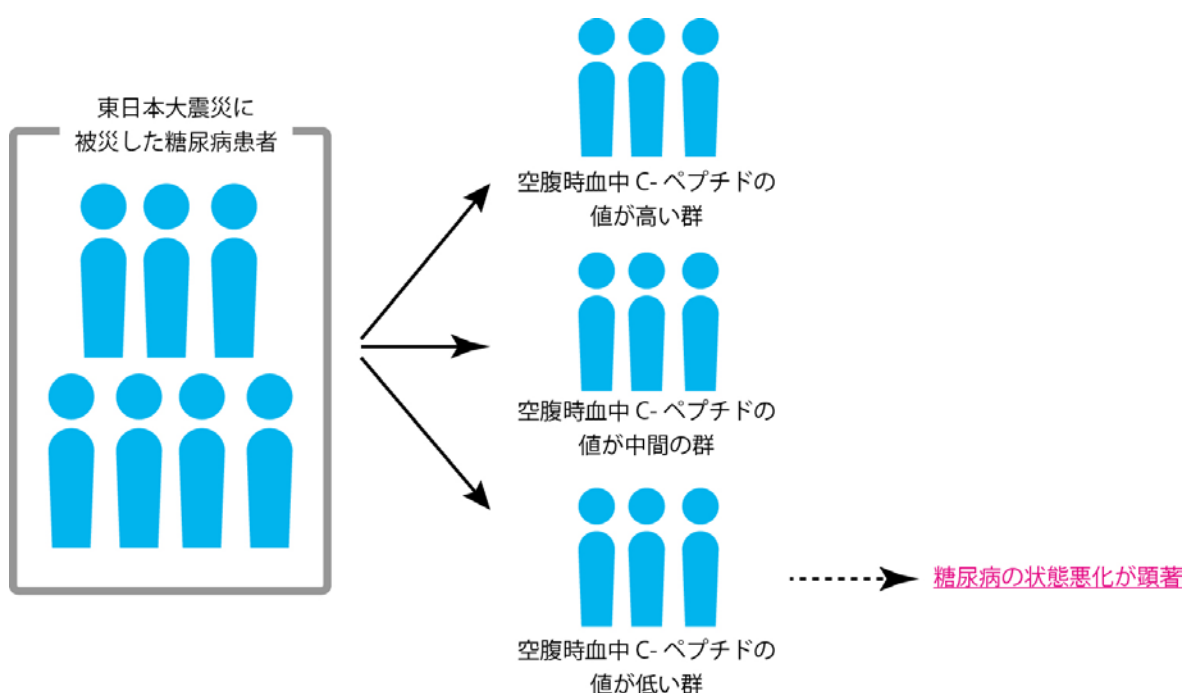 東日本大震災に
被災した糖尿病患者
空腹時血中 C- ペプチドの
値が高い群
空腹時血中 C- ペプチドの
値が中間の群
空腹時血中 C- ペプチドの
値が低い群
糖尿病の状態悪化が顕著